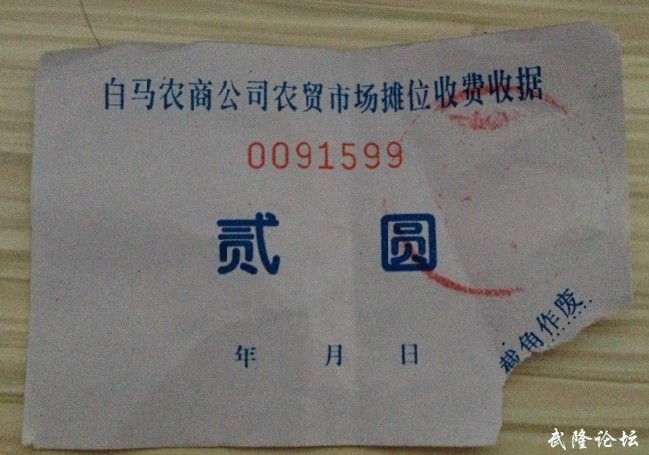 白马农商公司农贸市场摊位收费收据
0091599
贰 圆
年 月 日
裁角作废
武隆论坛